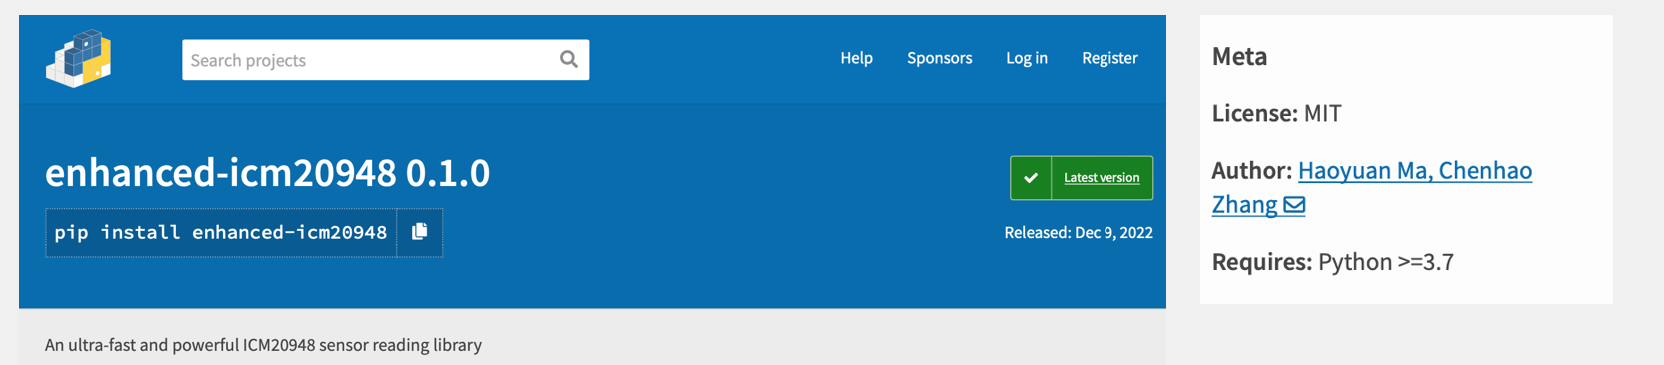 Search projects
Help
Sponsors
Log in
Register
enhanced-icm20948 0.1.0
Latest version
pip install enhanced-icm20948
Released: Dec 9, 2022
An ultra-fast and powerful ICM20948 sensor reading library
Meta
License: MIT
Author: Haoyuan Ma, Chenhao
Zhang
Requires: Python >=3.7